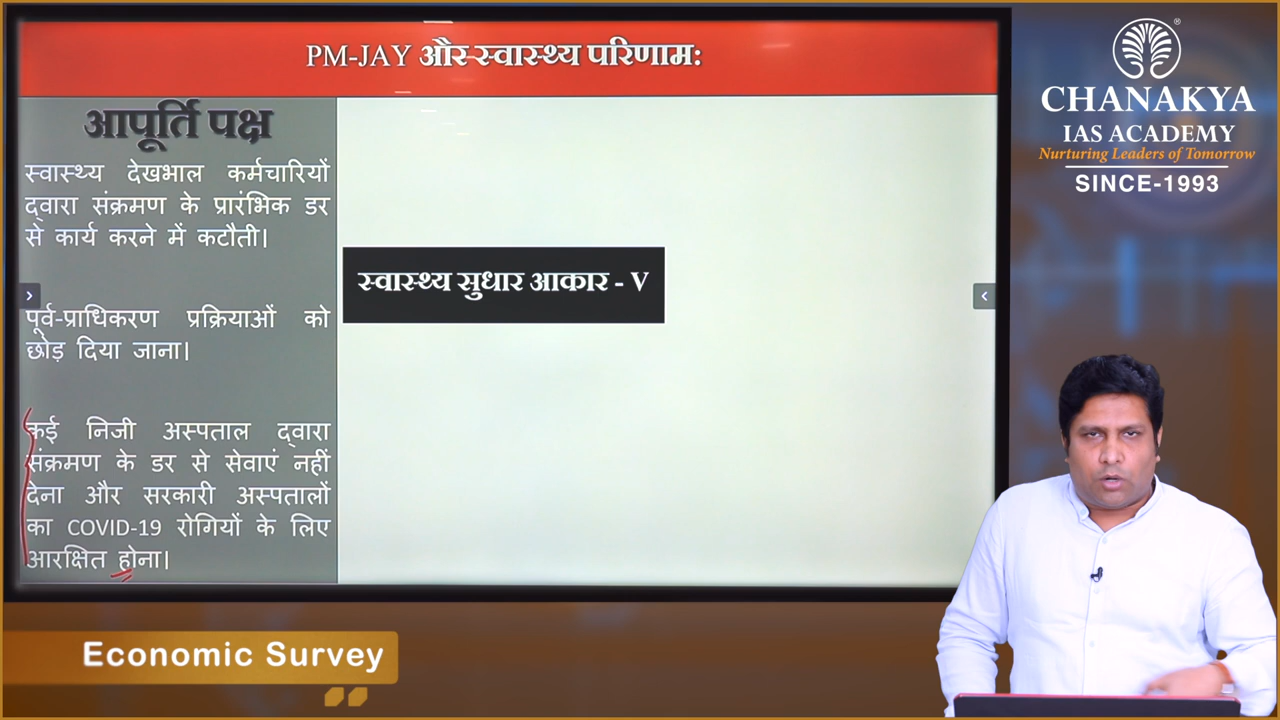 PM-JAY और स्वास्थ्य परिणाम:
आपूर्ति पक्ष
स्वास्थ्य देखभाल कर्मचारियों
द्वारा संक्रमण के प्रारंभिक डर
से कार्य करने में कटौती।
पूर्व-प्राधिकरण प्रक्रियाओं को
छोड़ दिया जाना।
कई निजी अस्पताल द्वारा
संक्रमण के डर से सेवाएं नहीं
देना और सरकारी अस्पतालों
का COVID-19 रोगियों के लिए
आरक्षित होना।
स्वास्थ्य सुधार आकार - V
®
CHANAKYA
IAS ACADEMY
Nurturing Leaders of Tomorrow
SINCE-1993
Economic Survey